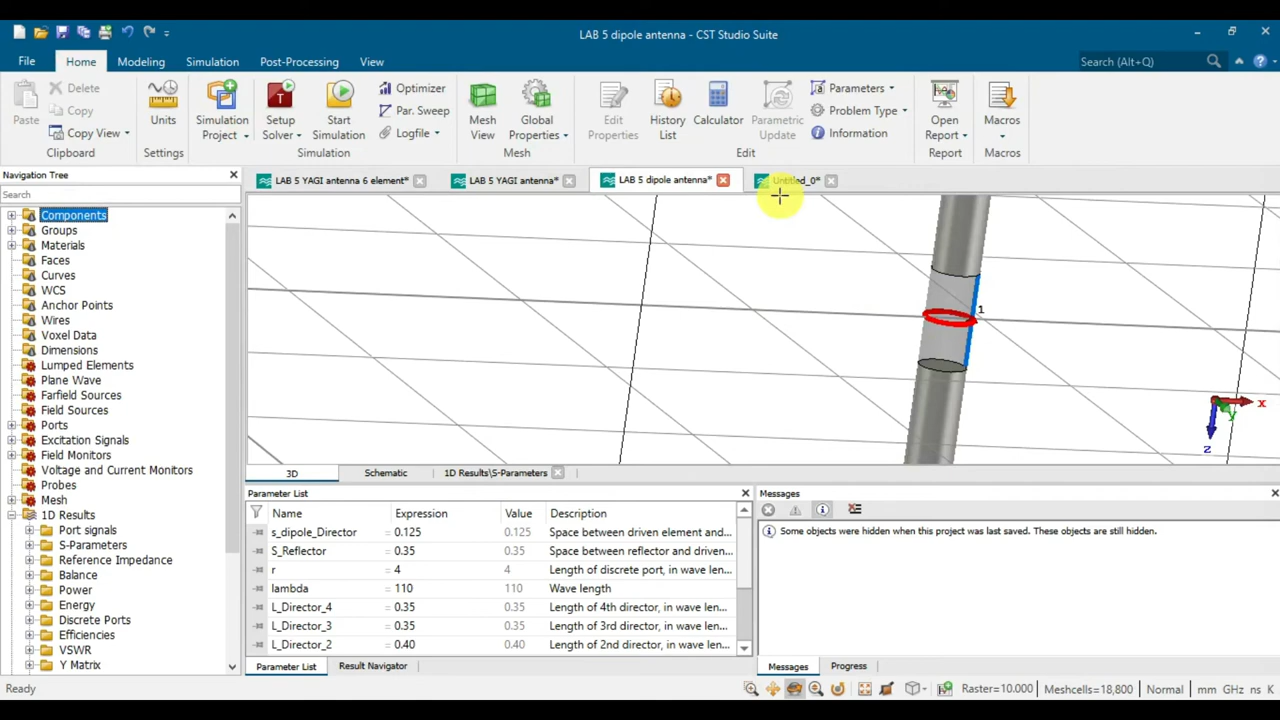 LAB 5 dipole antenna - CST Studio Suite
File Home Modeling Simulation Post-Processing View Search (Alt+Q)
Paste Delete Copy Copy View Clipboard
Units Settings
Simulation Project Setup Solver Start Simulation Optimizer Par. Sweep Logfile Simulation
Mesh View Global Properties Mesh
Edit Properties History List Calculator Parametric Update Parameters Problem Type Information Edit
Open Report Report
Macros Macros
Navigation Tree
Search
Components
Groups
Materials
Faces
Curves
WCS
Anchor Points
Wires
Voxel Data
Dimensions
Lumped Elements
Plane Wave
Farfield Sources
Field Sources
Ports
Excitation Signals
Field Monitors
Voltage and Current Monitors
Probes
Mesh
1D Results
Port signals
S-Parameters
Reference Impedance
Balance
Power
Energy
Discrete Ports
Efficiencies
VSWR
Y Matrix
LAB 5 YAGI antenna 6 element* LAB 5 YAGI antenna* LAB 5 dipole antenna* Untitled_0*
1
x
y
z
3D Schematic 1D Results\S-Parameters
Parameter List
Name Expression Value Description
s_dipole_Director = 0.125 0.125 Space between driven element and...
S_Reflector = 0.35 0.35 Space between reflector and driven...
r = 4 4 Length of discrete port, in wave len...
lambda = 110 110 Wave length
L_Director_4 = 0.35 0.35 Length of 4th director, in wave len...
L_Director_3 = 0.35 0.35 Length of 3rd director, in wave len...
L_Director_2 = 0.40 0.40 Length of 2nd director, in wave len...
Parameter List Result Navigator
Messages
Some objects were hidden when this project was last saved. These objects are still hidden.
Messages Progress
Ready Raster=10.000 Meshcells=18,800 Normal mm GHz ns K